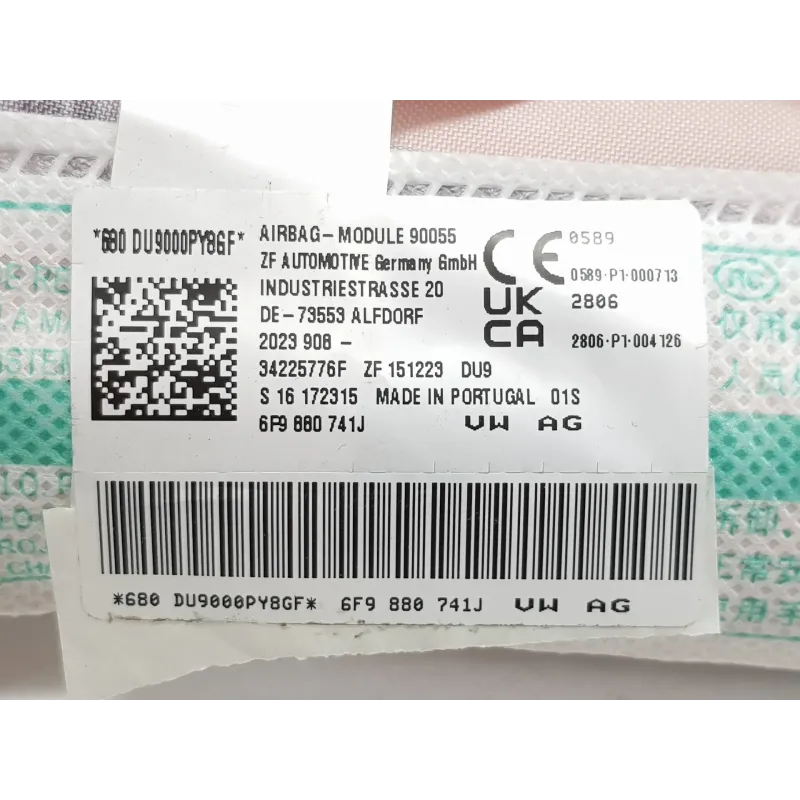 *680 DU9000PY8GF*
AIRBAG-MODULE 90055
ZF AUTOMOTIVE Germany GmbH
INDUSTRIESTRASSE 20
DE-73553 ALFDORF
2023 908 -
34225776F ZF 151223 DU9
S 16 172315 MADE IN PORTUGAL 01S
6F9 880 741J VW AG
CE 0589
0589-P1-000713
UKCA 2806
2806-P1-004126
*680 DU9000PY8GF* 6F9 880 741J VW AG
RC